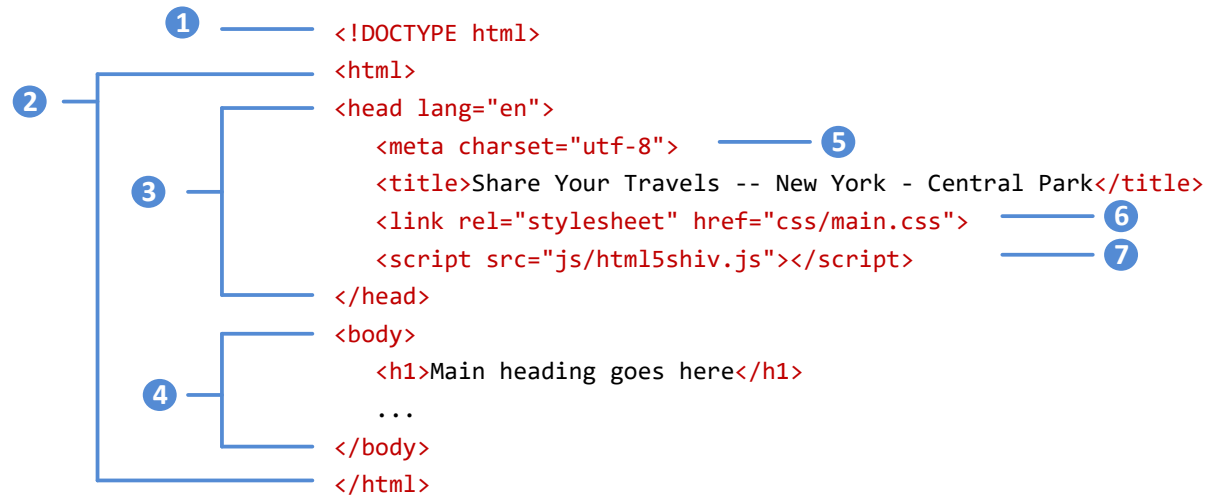 1 <!DOCTYPE html>
<html>
2 <head lang="en">
<meta charset="utf-8"> 5
3 <title>Share Your Travels -- New York - Central Park</title>
<link rel="stylesheet" href="css/main.css"> 6
<script src="js/html5shiv.js"></script> 7
</head>
<body>
<h1>Main heading goes here</h1>
4 ...
</body>
</html>